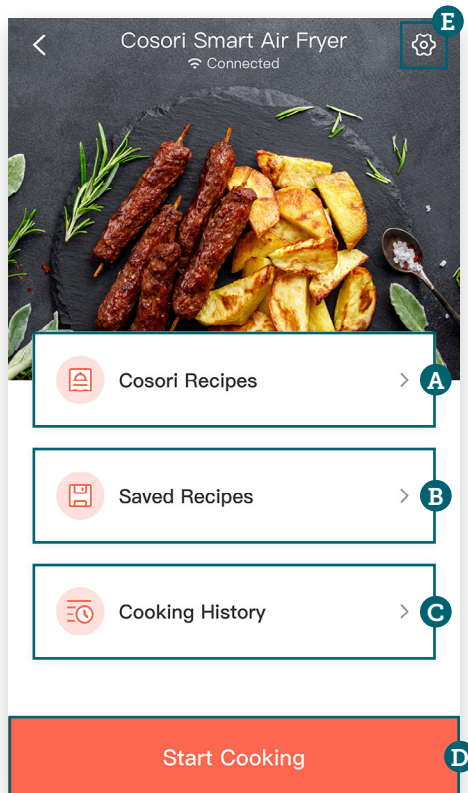 E
Cosori Smart Air Fryer
Connected
Cosori Recipes
A
Saved Recipes
B
Cooking History
C
Start Cooking
D